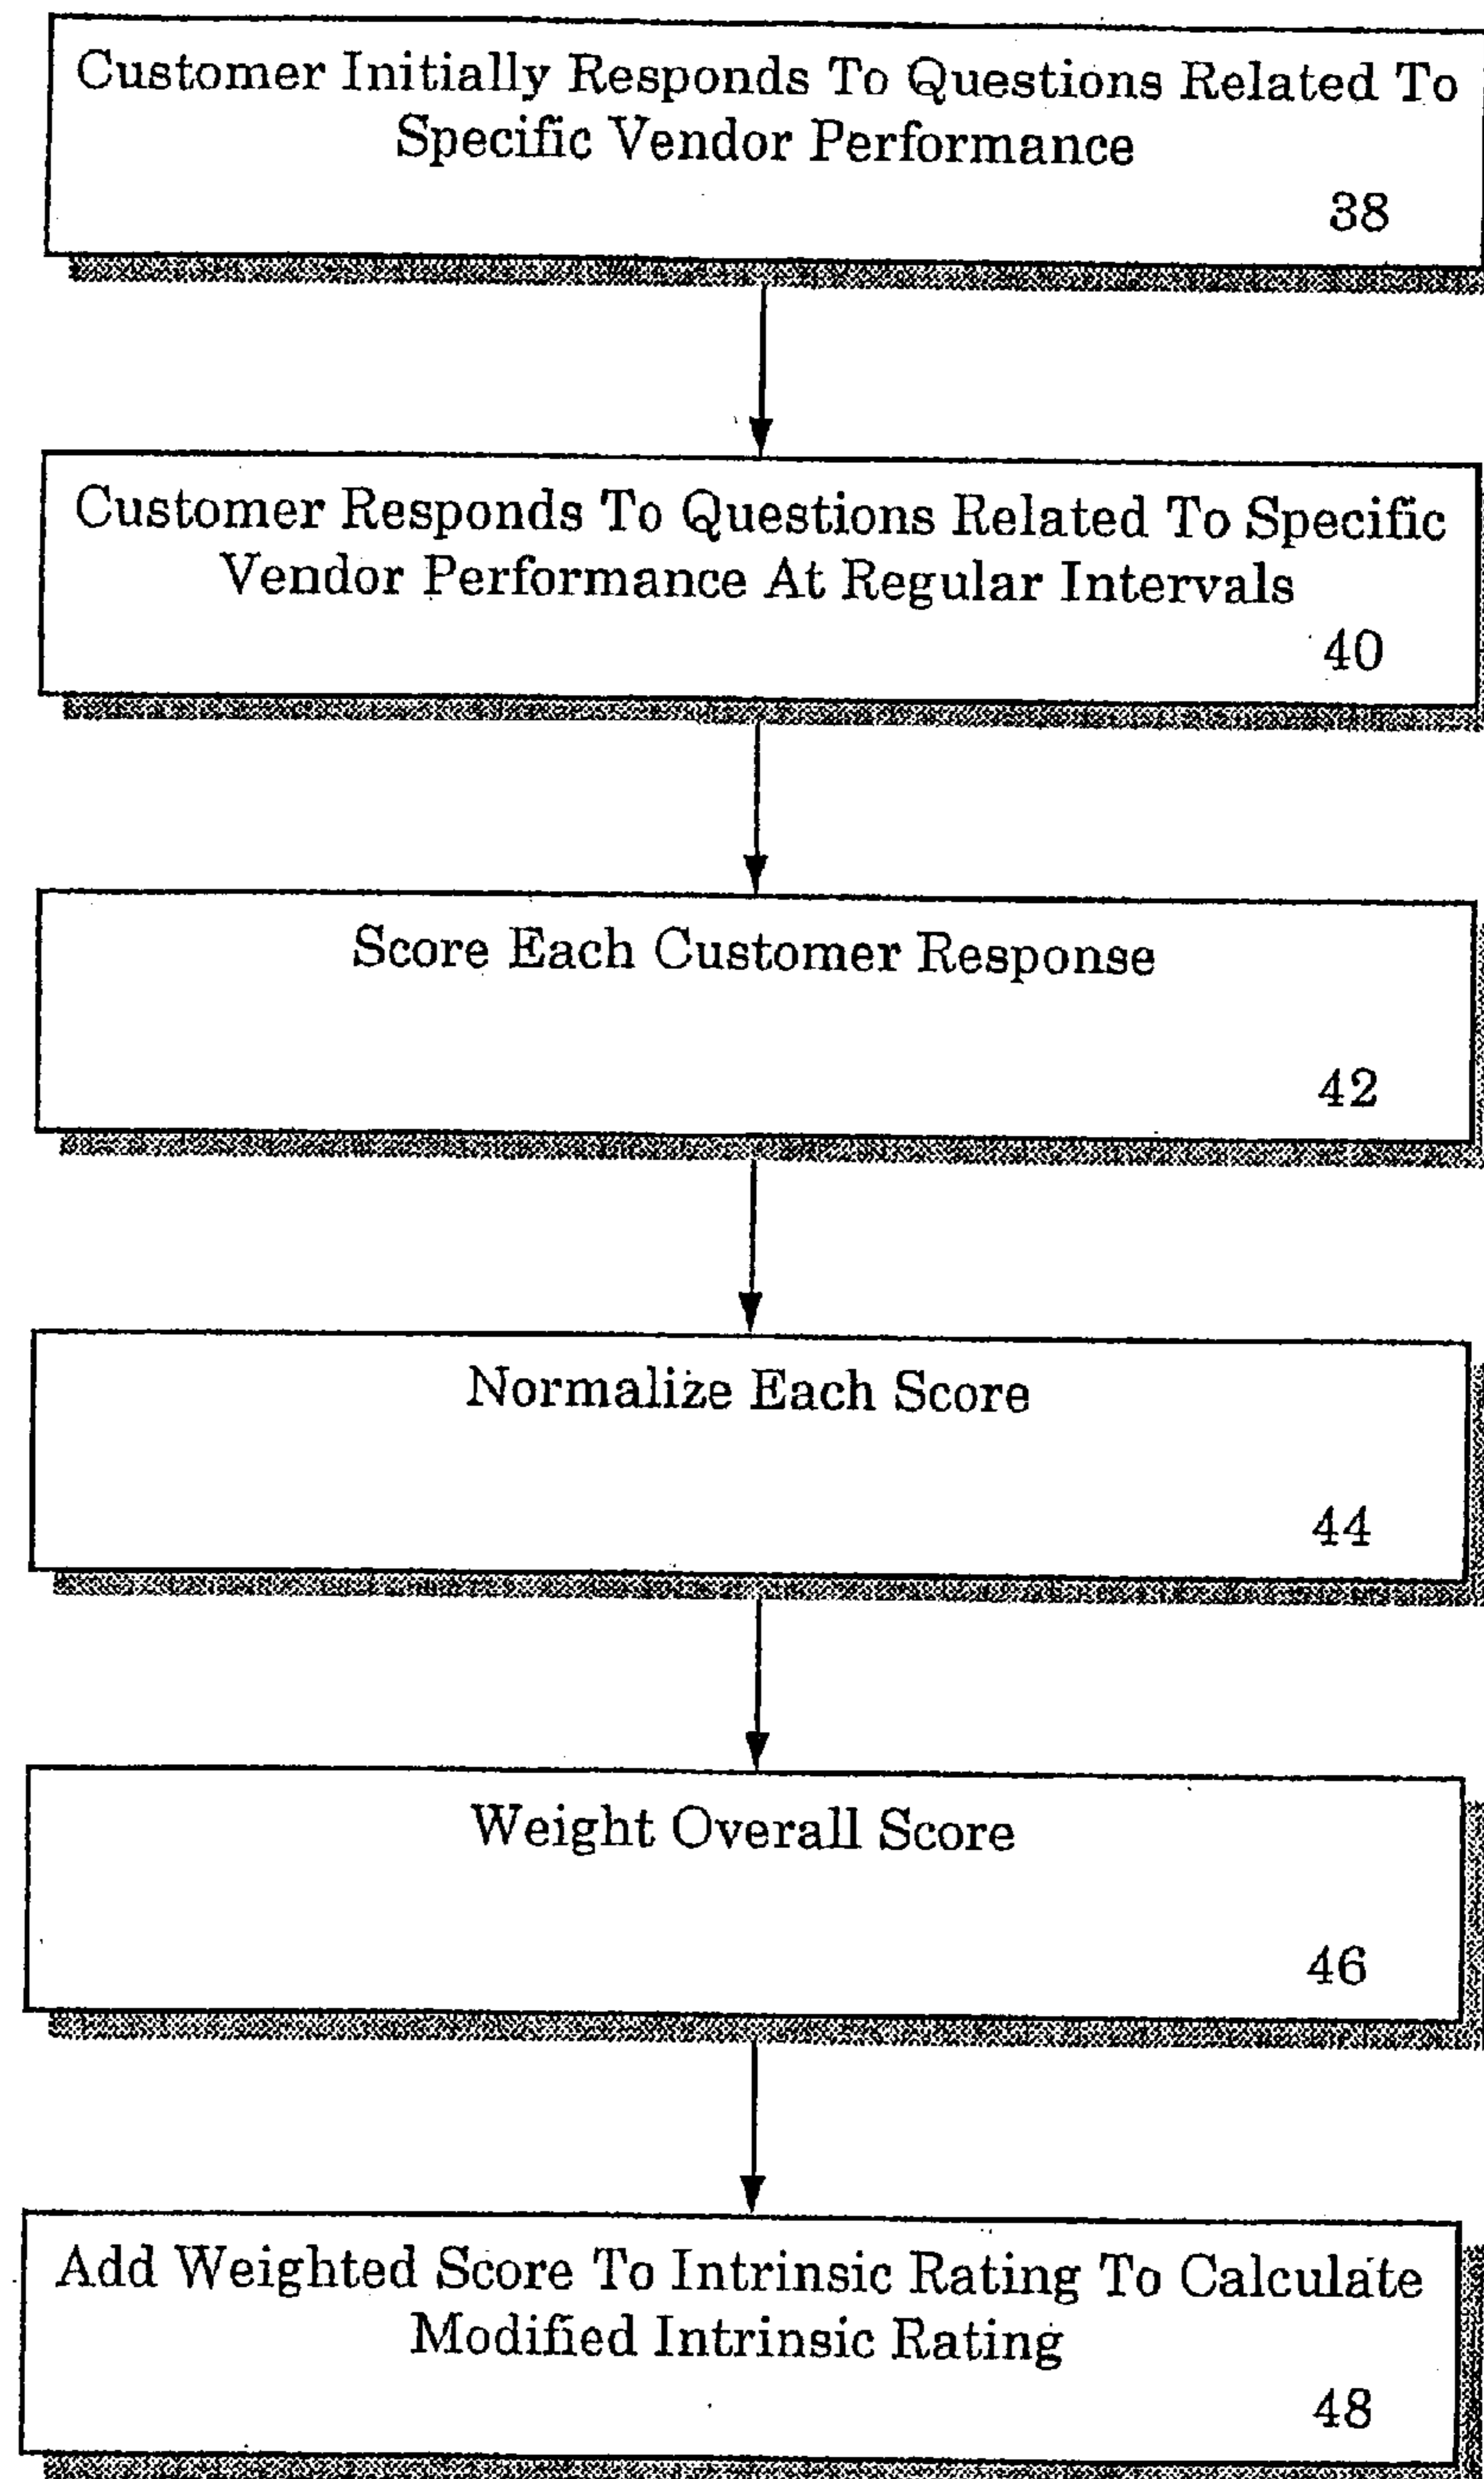 Customer Initially Responds To Questions Related To
Specific Vendor Performance
38
Customer Responds To Questions Related To Specific
Vendor Performance At Regular Intervals
40
Score Each Customer Response
42
Normalize Each Score
44
Weight Overall Score
46
Add Weighted Score To Intrinsic Rating To Calculate
Modified Intrinsic Rating
48